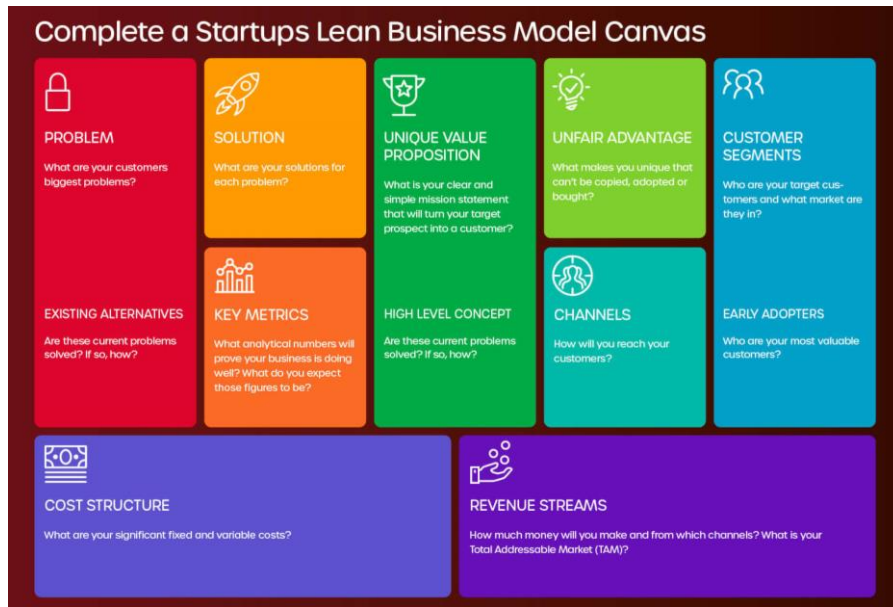 Complete a Startups Lean Business Model Canvas
PROBLEM
What are your customers
biggest problems?
EXISTING ALTERNATIVES
Are these current problems
solved? If so, how?
SOLUTION
What are your solutions for
each problem?
KEY METRICS
What analytical numbers will
prove your business is doing
well? What do you expect
those figures to be?
UNIQUE VALUE
PROPOSITION
What is your clear and
simple mission statement
that will turn your target
prospect into a customer?
HIGH LEVEL CONCEPT
Are these current problems
solved? If so, how?
UNFAIR ADVANTAGE
What makes you unique that
can't be copied, adopted or
bought?
CHANNELS
How will you reach your
customers?
CUSTOMER
SEGMENTS
Who are your target cus-
tomers and what market are
they in?
EARLY ADOPTERS
Who are your most valuable
customers?
COST STRUCTURE
What are your significant fixed and variable costs?
REVENUE STREAMS
How much money will you make and from which channels? What is your
Total Addressable Market (TAM)?